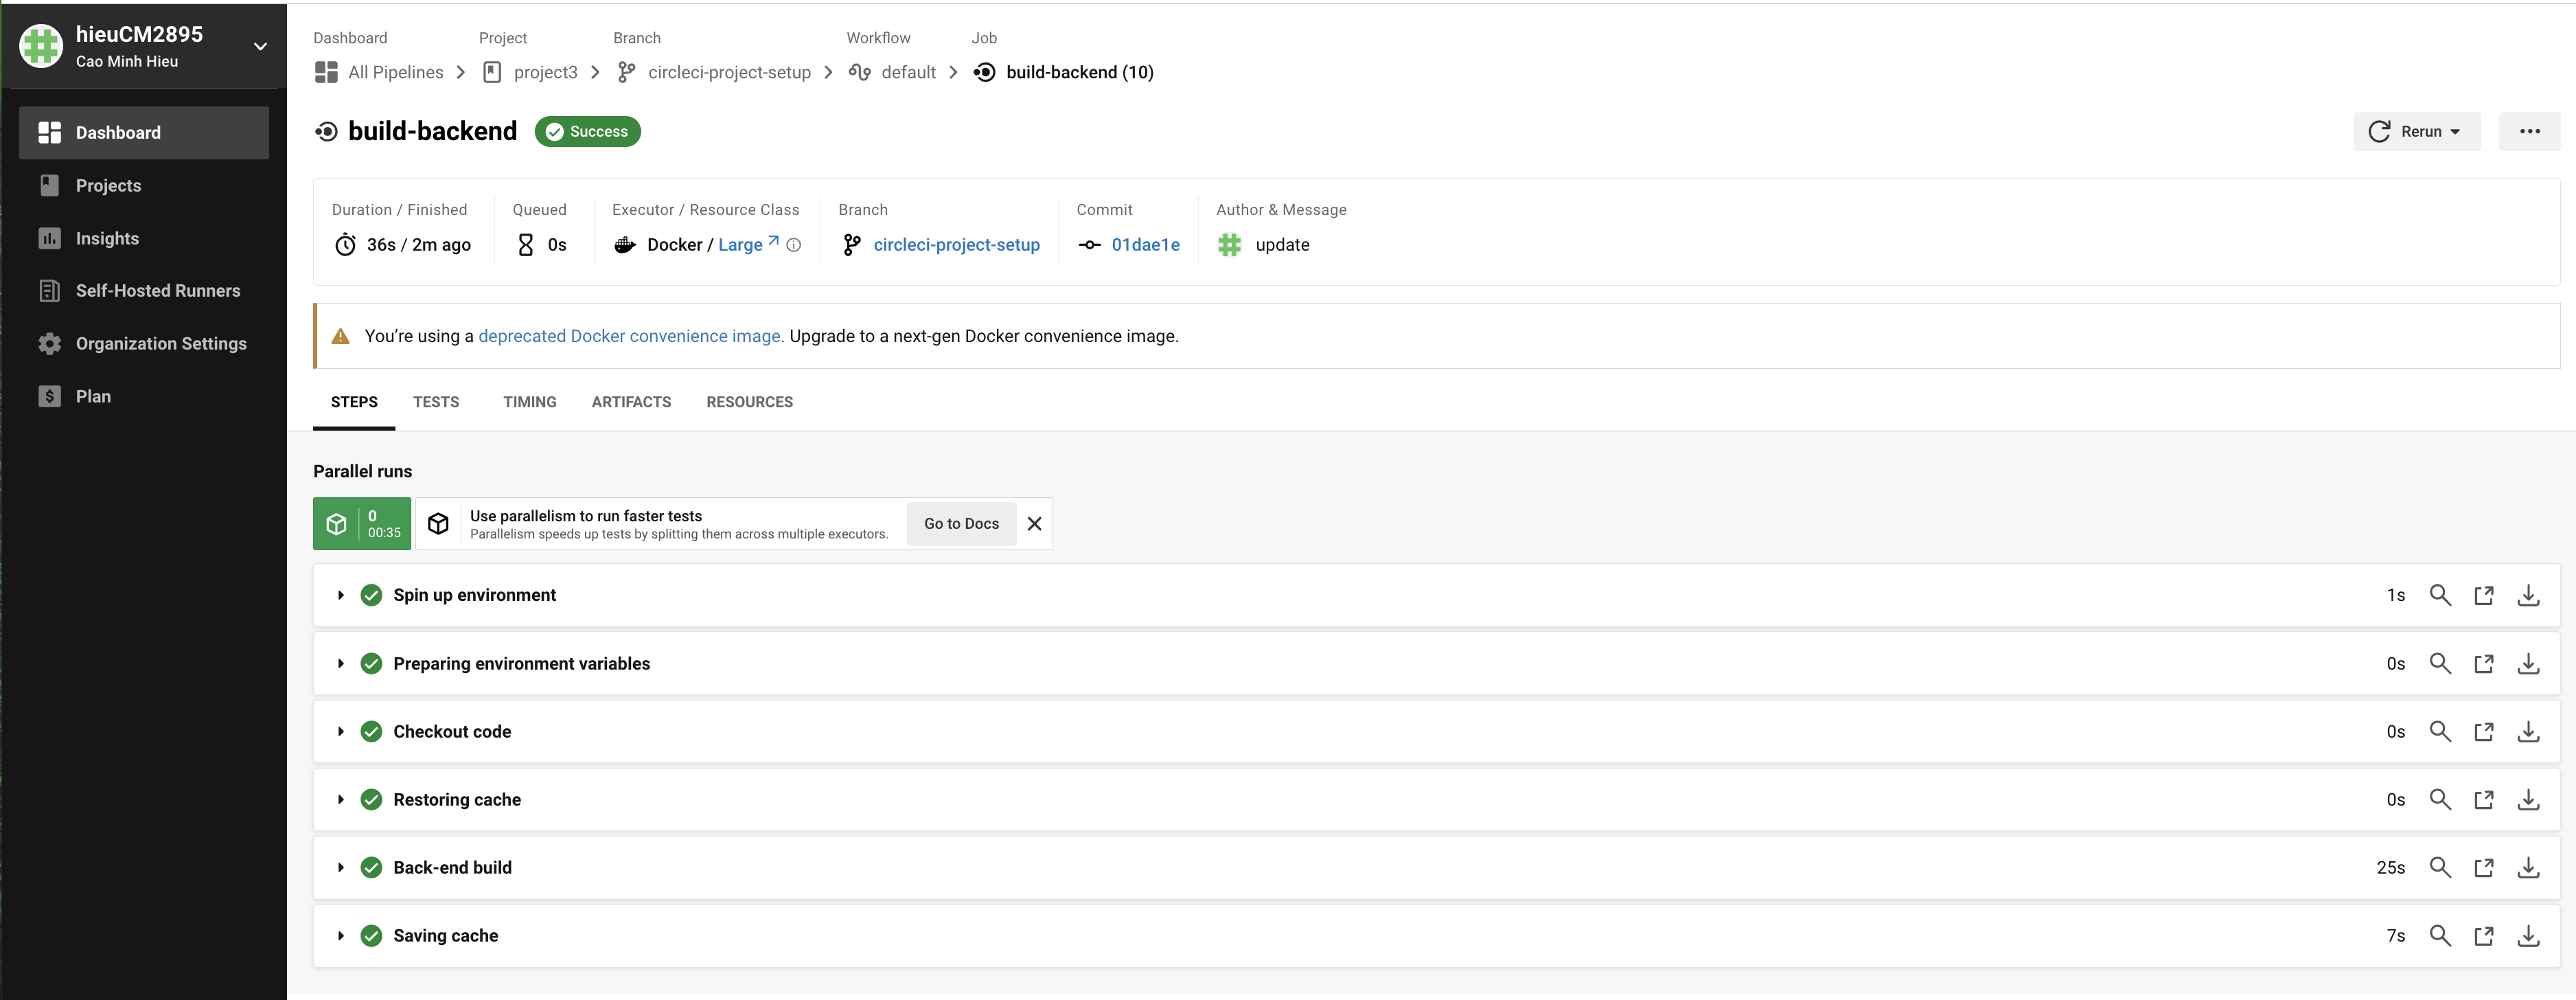 hieuCM2895
Cao Minh Hieu
Dashboard
Projects
Insights
Self-Hosted Runners
Organization Settings
Plan
Dashboard Project Branch Workflow Job
All Pipelines project3 circleci-project-setup default build-backend (10)
build-backend Success
Rerun
Duration / Finished Queued Executor / Resource Class Branch Commit Author & Message
36s / 2m ago 0s Docker / Large circleci-project-setup 01dae1e update
You’re using a deprecated Docker convenience image. Upgrade to a next-gen Docker convenience image.
STEPS TESTS TIMING ARTIFACTS RESOURCES
Parallel runs
0
00:35
Use parallelism to run faster tests
Parallelism speeds up tests by splitting them across multiple executors.
Go to Docs
Spin up environment 1s
Preparing environment variables 0s
Checkout code 0s
Restoring cache 0s
Back-end build 25s
Saving cache 7s